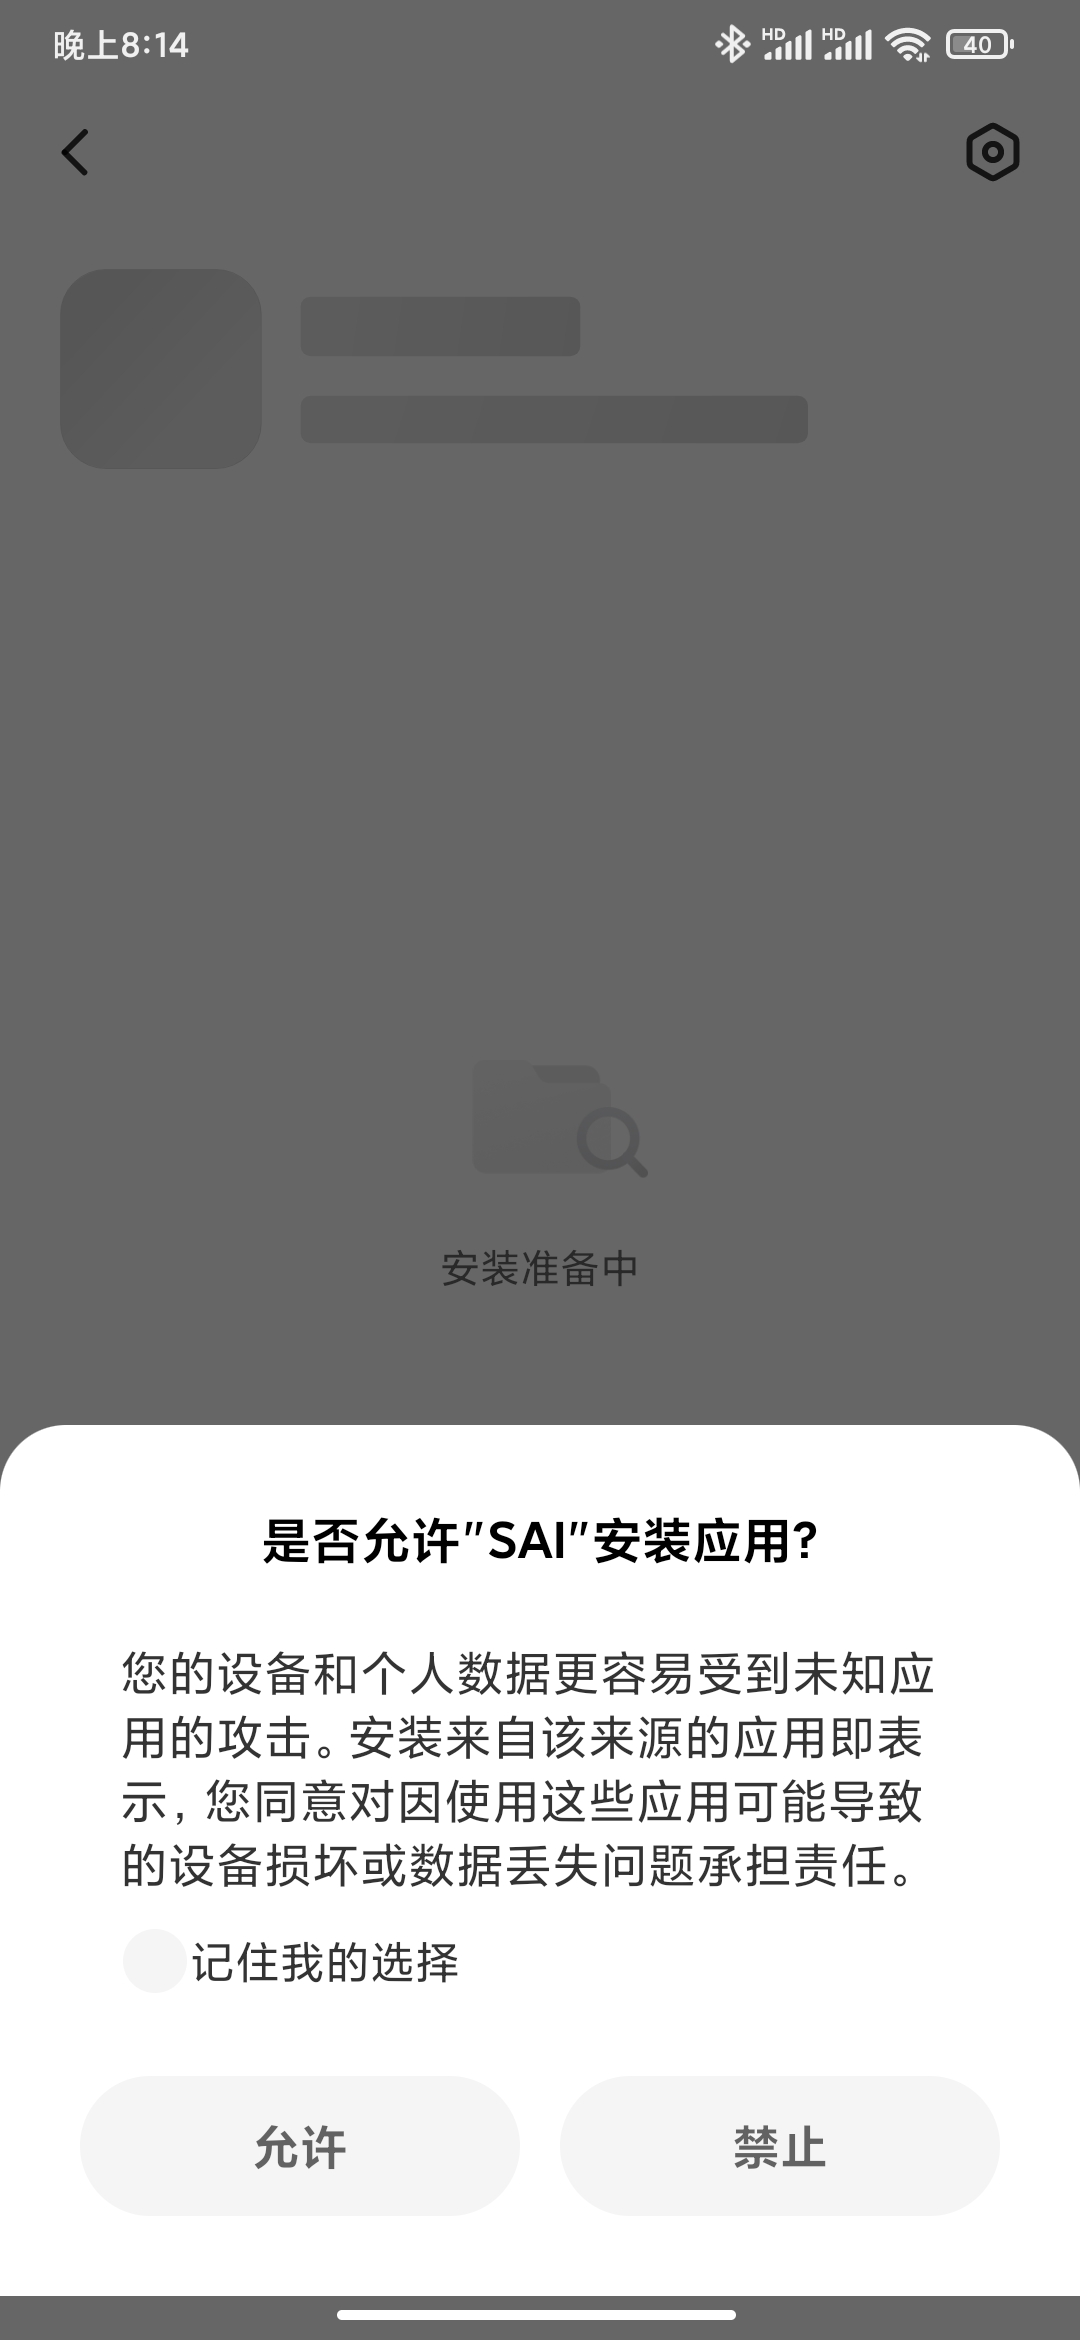 晚上8:14
HD HD 40
安装准备中
是否允许"SAI"安装应用?
您的设备和个人数据更容易受到未知应
用的攻击。安装来自该来源的应用即表
示，您同意对因使用这些应用可能导致
的设备损坏或数据丢失问题承担责任。
记住我的选择
允许
禁止